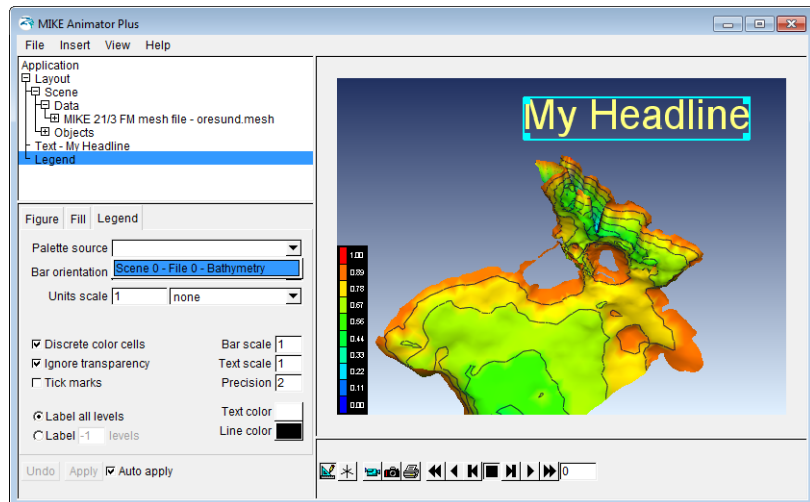 MIKE Animator Plus
File Insert View Help
Application
Layout
Scene
Data
MIKE 21/3 FM mesh file - oresund.mesh
Objects
Text - My Headline
Legend
Figure Fill Legend
Palette source
Bar orientation Scene 0 - File 0 - Bathymetry
Units scale 1 none
Discrete color cells Bar scale 1
Ignore transparency Text scale 1
Tick marks Precision 2
Label all levels Text color
Label -1 levels Line color
Undo Apply Auto apply
My Headline
1.00
0.89
0.78
0.67
0.56
0.44
0.33
0.22
0.11
0.00
0